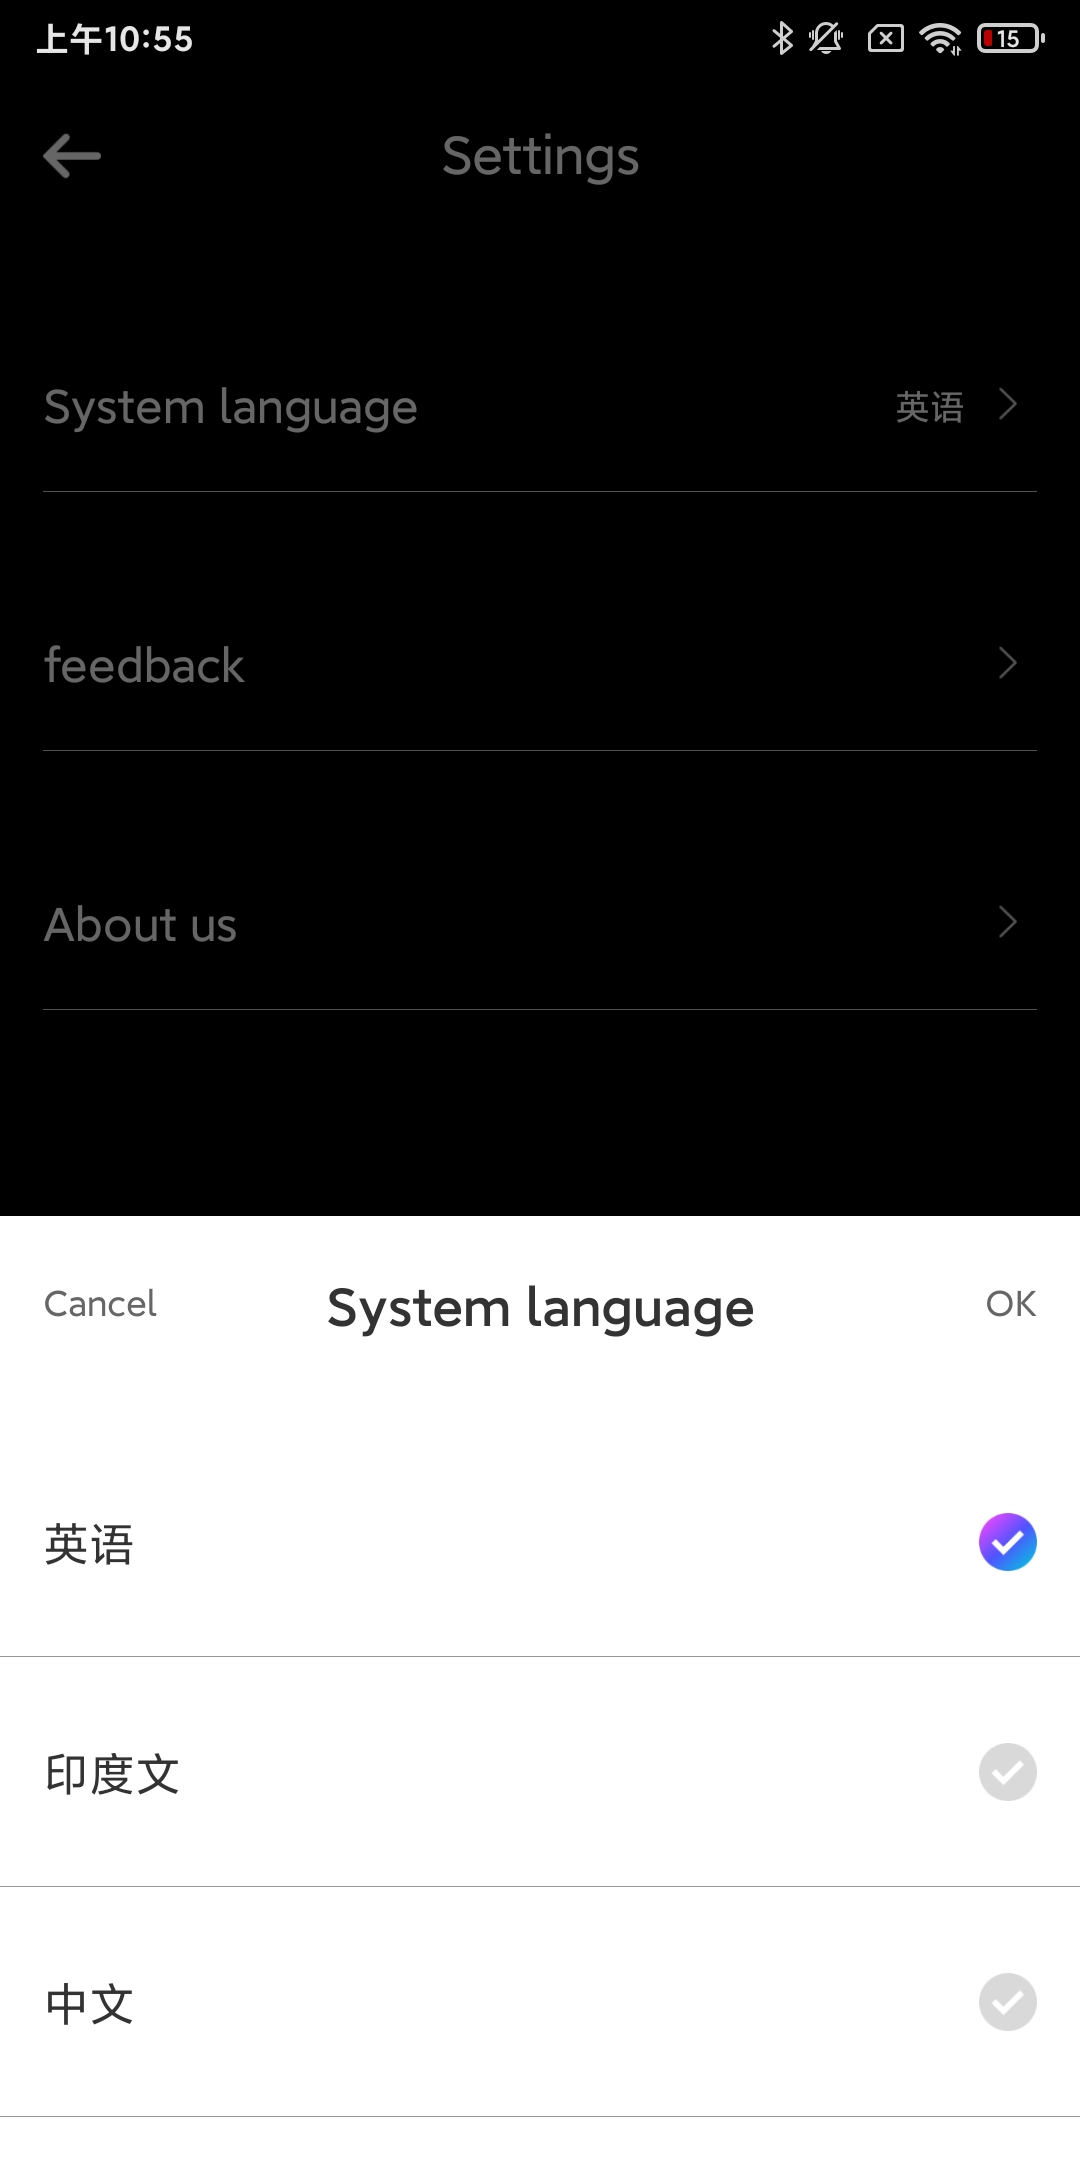 上午10:55
15
Settings
System language 英语
feedback
About us
Cancel System language OK
英语
印度文
中文